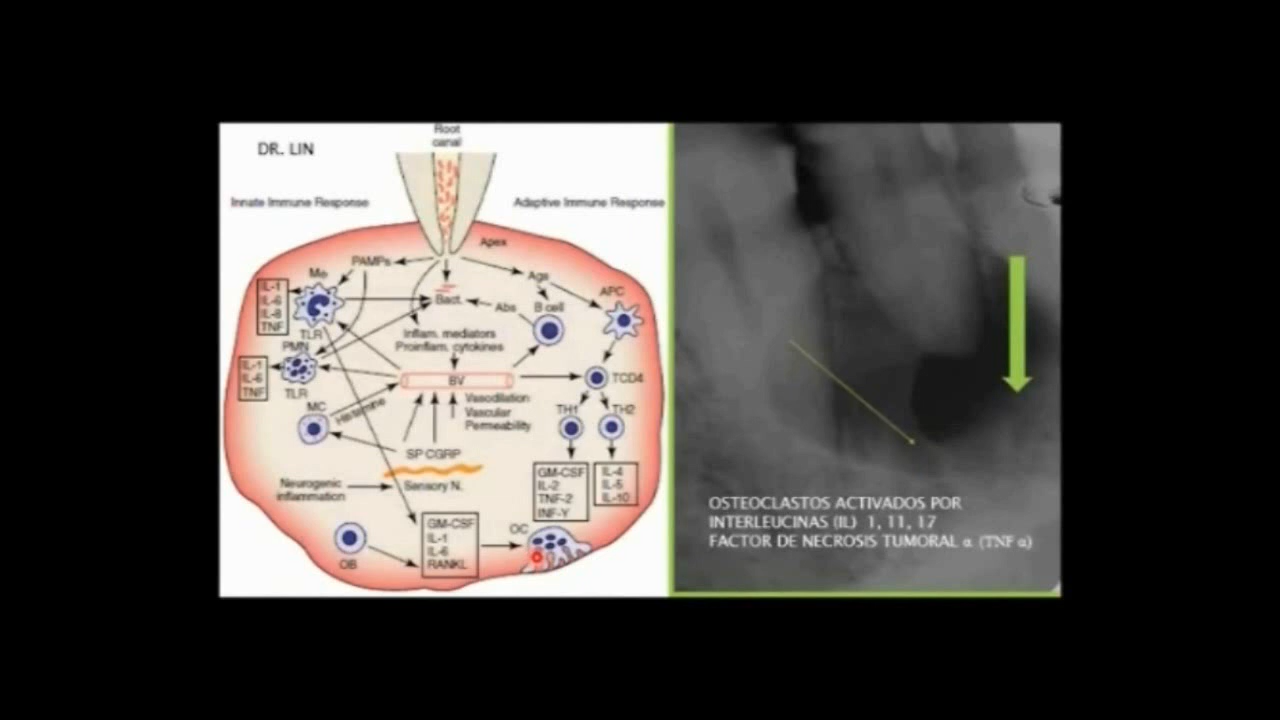 DR. LIN
Root
canal
Innate Immune Response
Adaptive Immune Response
Apex
PAMPs
Ags
Mø
APC
IL-1
IL-6
IL-8
TNF
Bact.
Abs
B cell
TLR
Inflam. mediators
Proinflam. cytokines
PMN
IL-1
IL-6
TNF
TLR
BV
TCD4
MC
Histamine
Vasodilation
Vascular
Permeability
TH1
TH2
SP CGRP
Neurogenic
inflammation
Sensory N.
GM-CSF
IL-2
TNF-2
INF-Y
IL-4
IL-5
IL-10
OB
GM-CSF
IL-1
IL-6
RANKL
OC
OSTEOCLASTOS ACTIVADOS POR
INTERLEUCINAS (IL) 1, 11, 17
FACTOR DE NECROSIS TUMORAL α (TNF α)